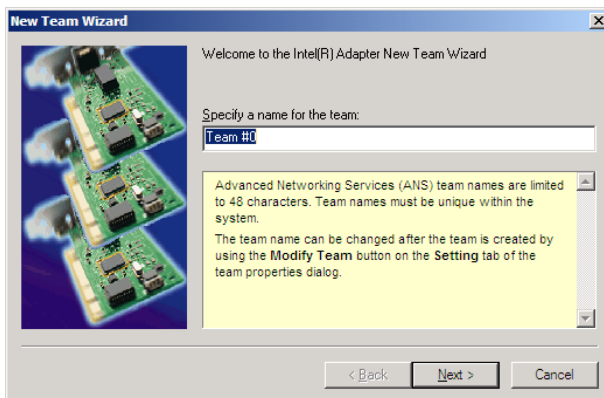 New Team Wizard
Welcome to the Intel(R) Adapter New Team Wizard
Specify a name for the team:
Team #0
Advanced Networking Services (ANS) team names are limited
to 48 characters. Team names must be unique within the
system.
The team name can be changed after the team is created by
using the Modify Team button on the Setting tab of the
team properties dialog.
< Back
Next >
Cancel